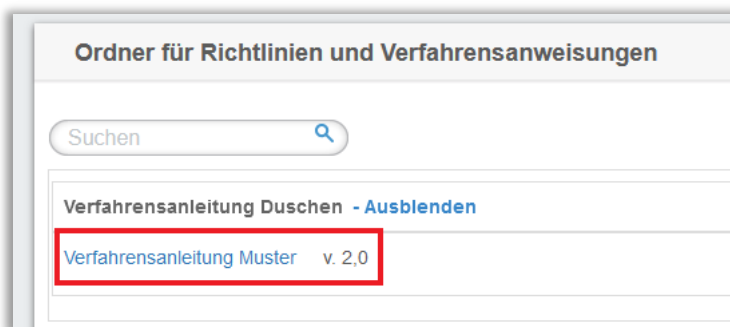 Ordner für Richtlinien und Verfahrensanweisungen
Suchen
Verfahrensanleitung Duschen - Ausblenden
Verfahrensanleitung Muster v. 2,0